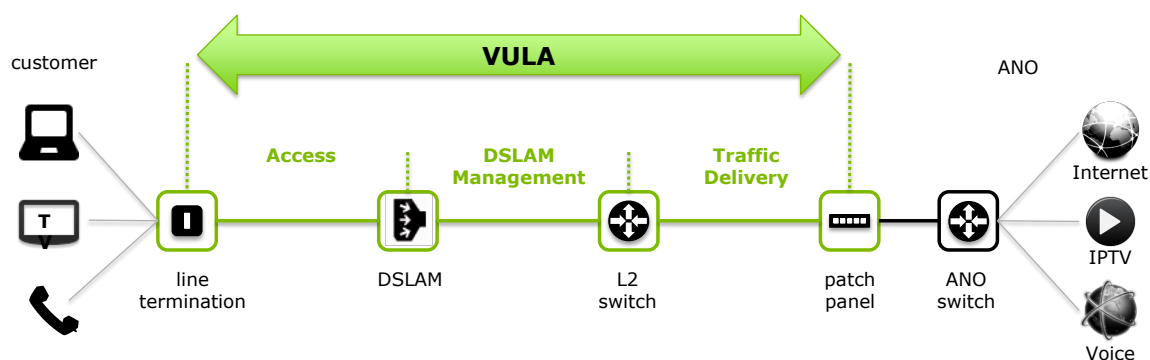 VULA
customer
ANO
Access
DSLAM
Management
Traffic
Delivery
Internet
T
V
IPTV
line
termination
DSLAM
L2
switch
patch
panel
ANO
switch
Voice